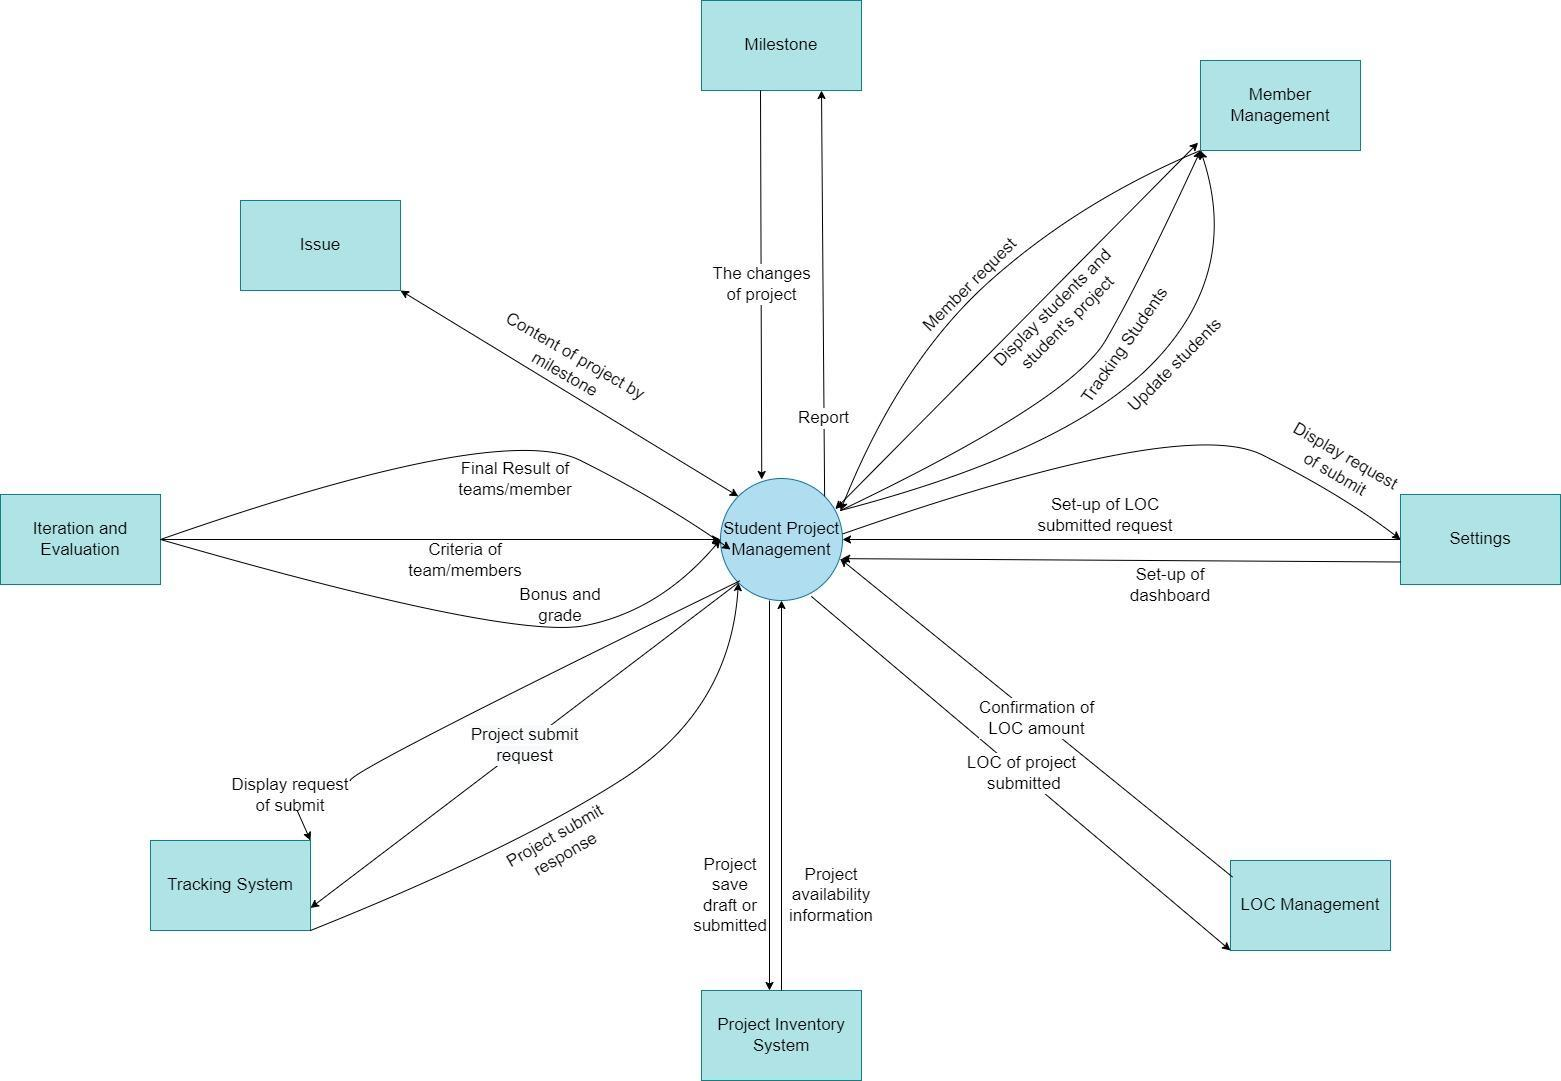 Milestone
Member
Management
Issue
Member request
Display students and
student's project
Tracking Students
Update students
The changes
of project
Content of project by
milestone
Report
Display request
of submit
Final Result of
teams/member
Iteration and
Evaluation
Criteria of
team/members
Bonus and
grade
Student Project
Management
Set-up of LOC
submitted request
Settings
Set-up of
dashboard
Project submit
request
Display request
of submit
Project submit
response
Confirmation of
LOC amount
LOC of project
submitted
Tracking System
Project
save
draft or
submitted
Project
availability
information
LOC Management
Project Inventory
System